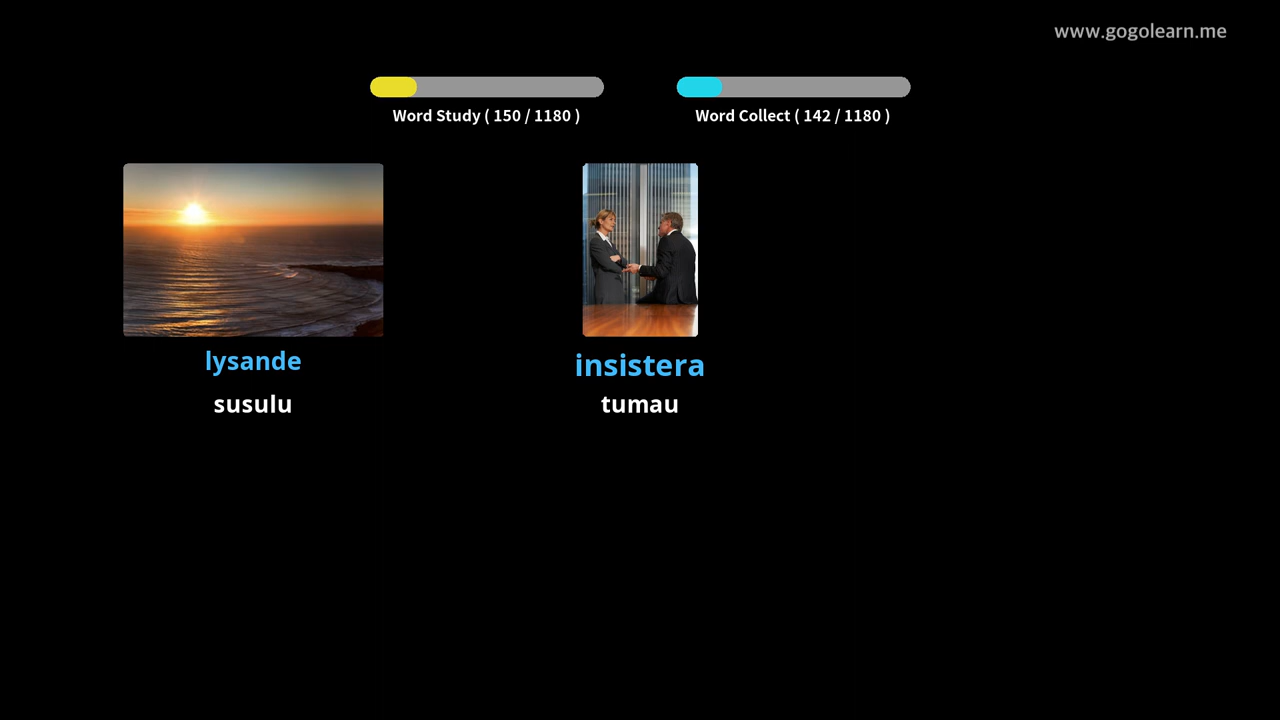 www.gogolearn.me
Word Study ( 150 / 1180 )
Word Collect ( 142 / 1180 )
lysande
susulu
insistera
tumau